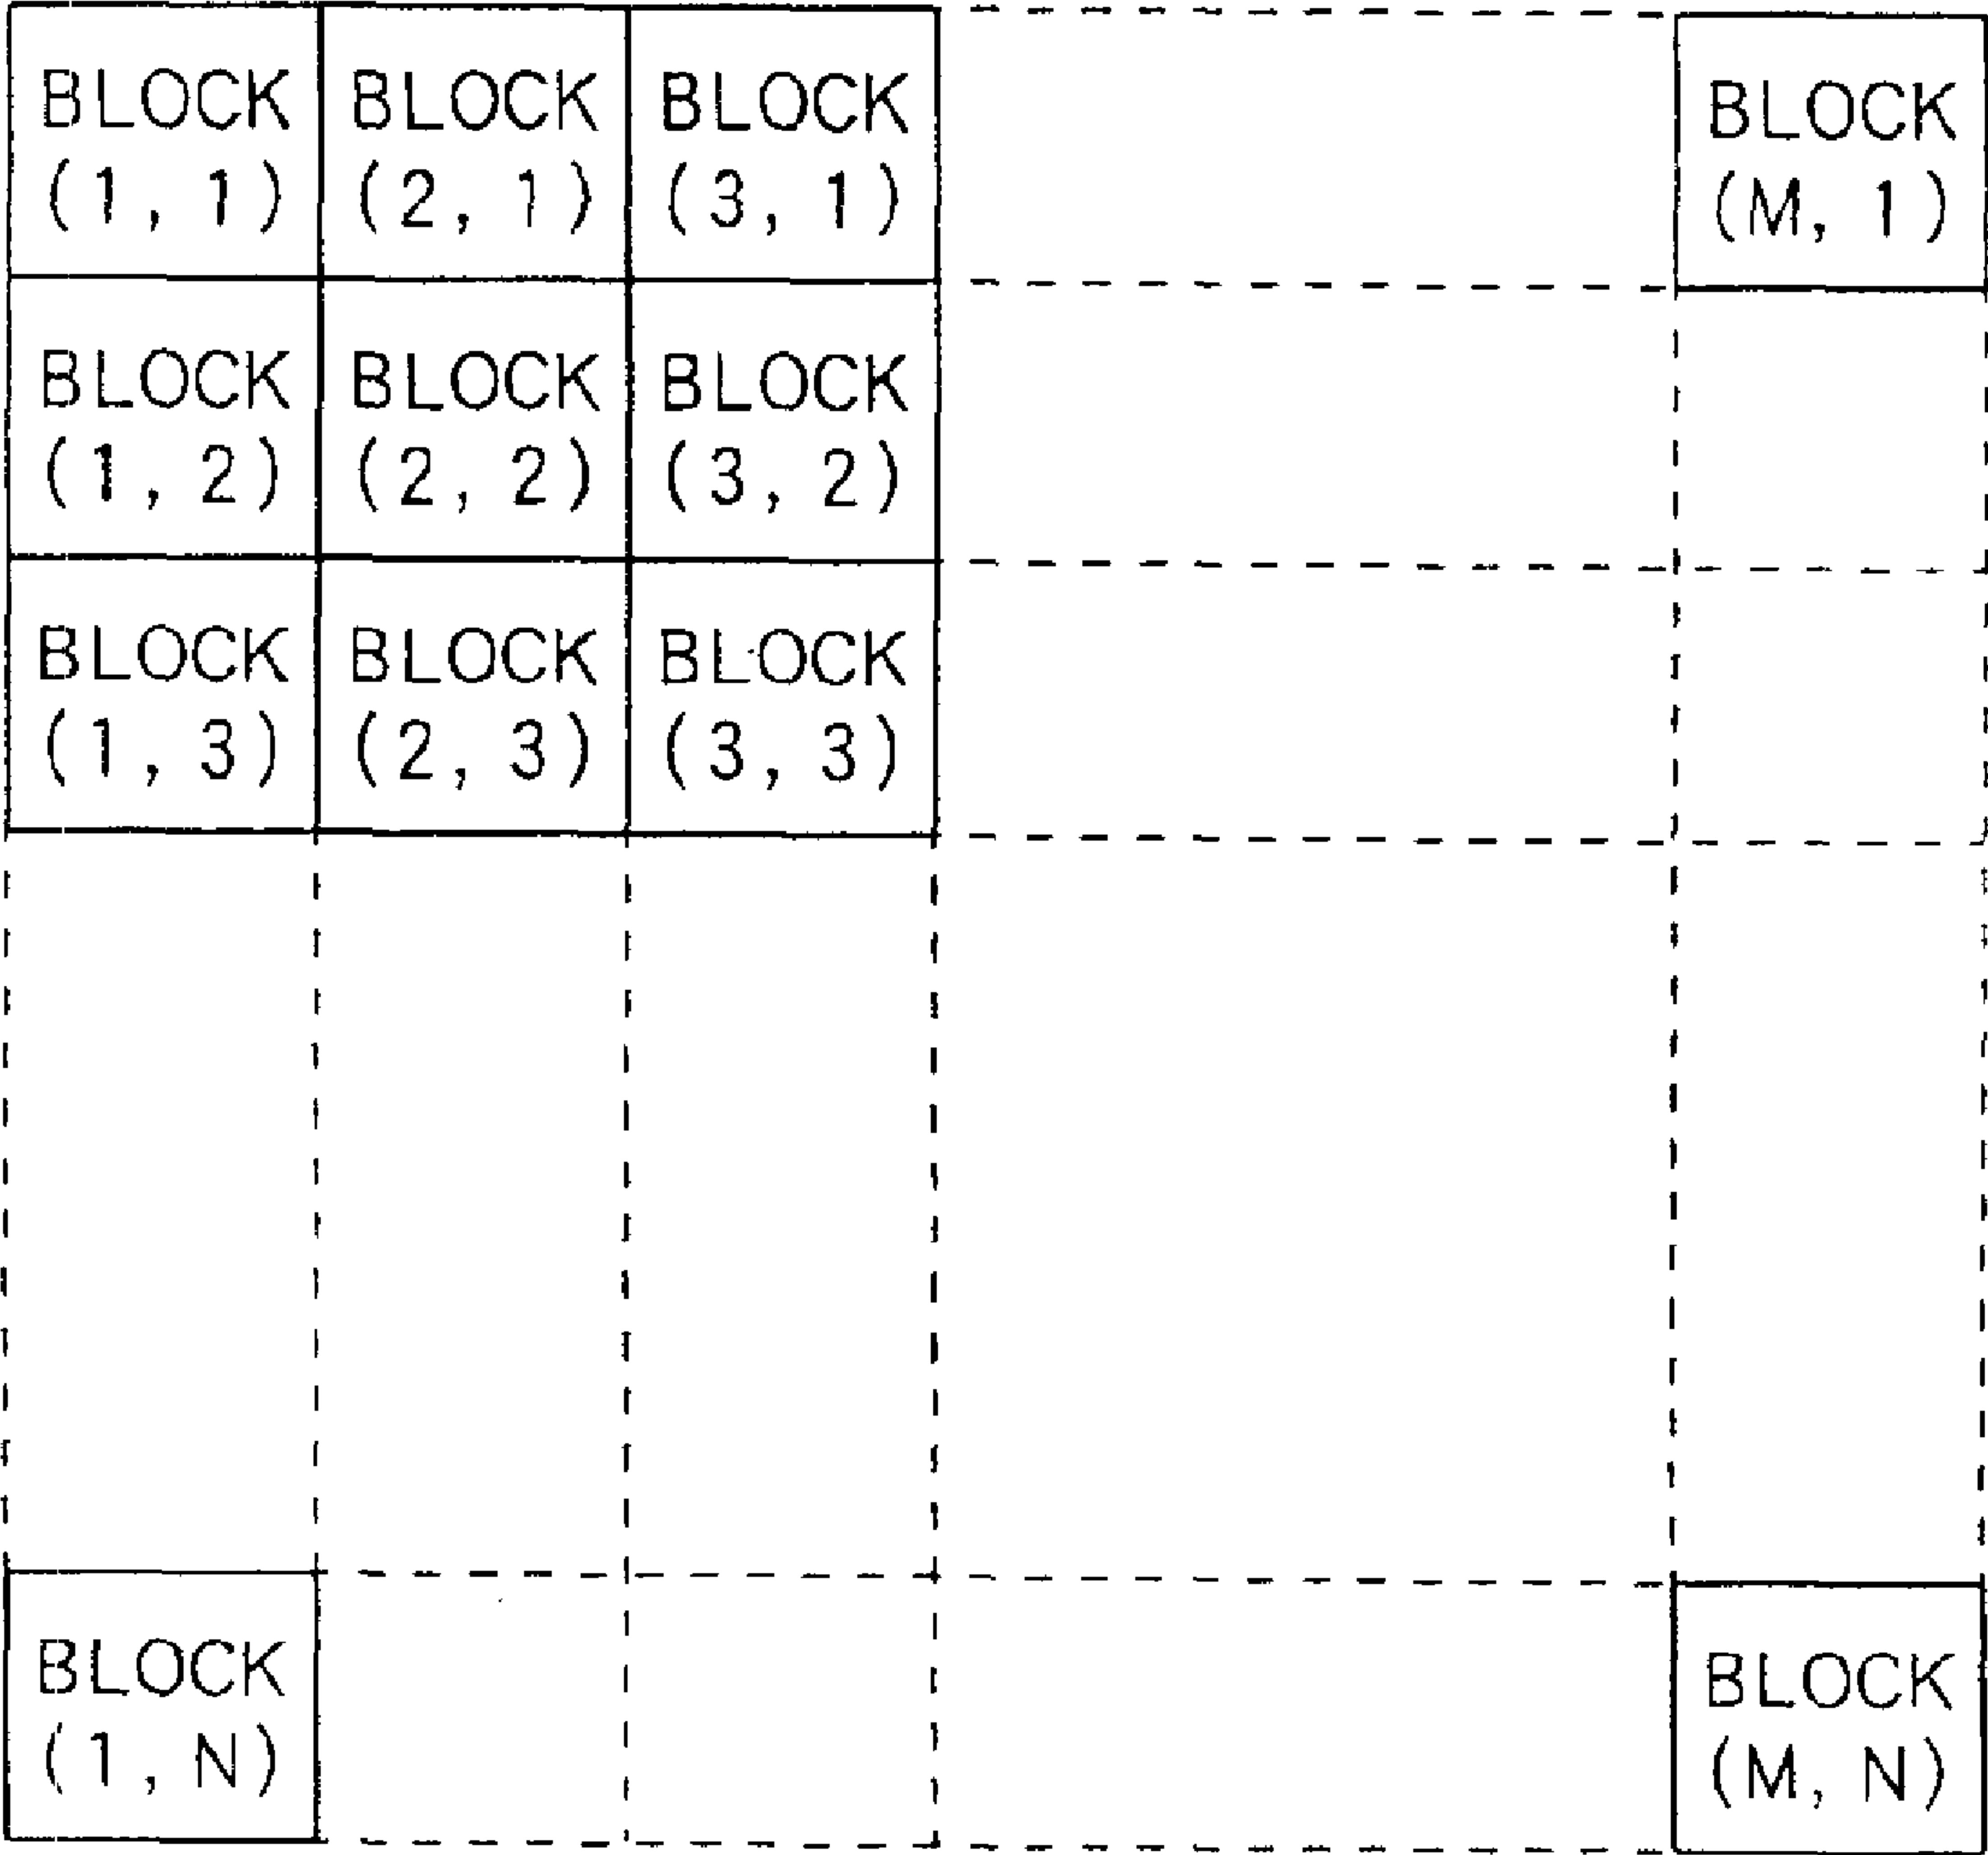 BLOCK
(1, 1)
BLOCK
(2, 1)
BLOCK
(3, 1)
BLOCK
(M, 1)
BLOCK
(1, 2)
BLOCK
(2, 2)
BLOCK
(3, 2)
BLOCK
(1, 3)
BLOCK
(2, 3)
BLOCK
(3, 3)
BLOCK
(1, N)
BLOCK
(M, N)